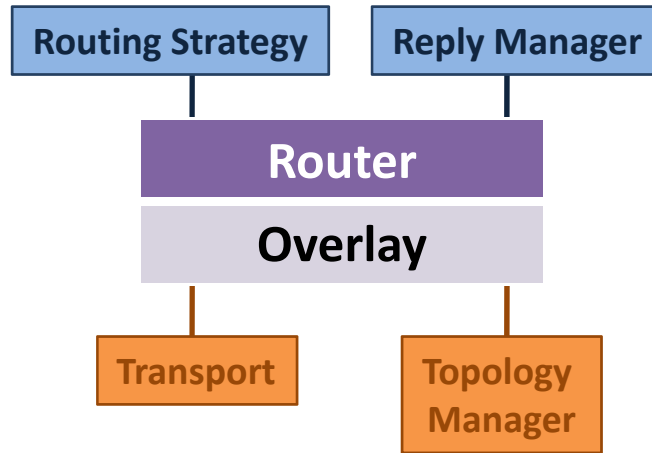 Routing Strategy
Reply Manager
Router
Overlay
Transport
Topology
Manager